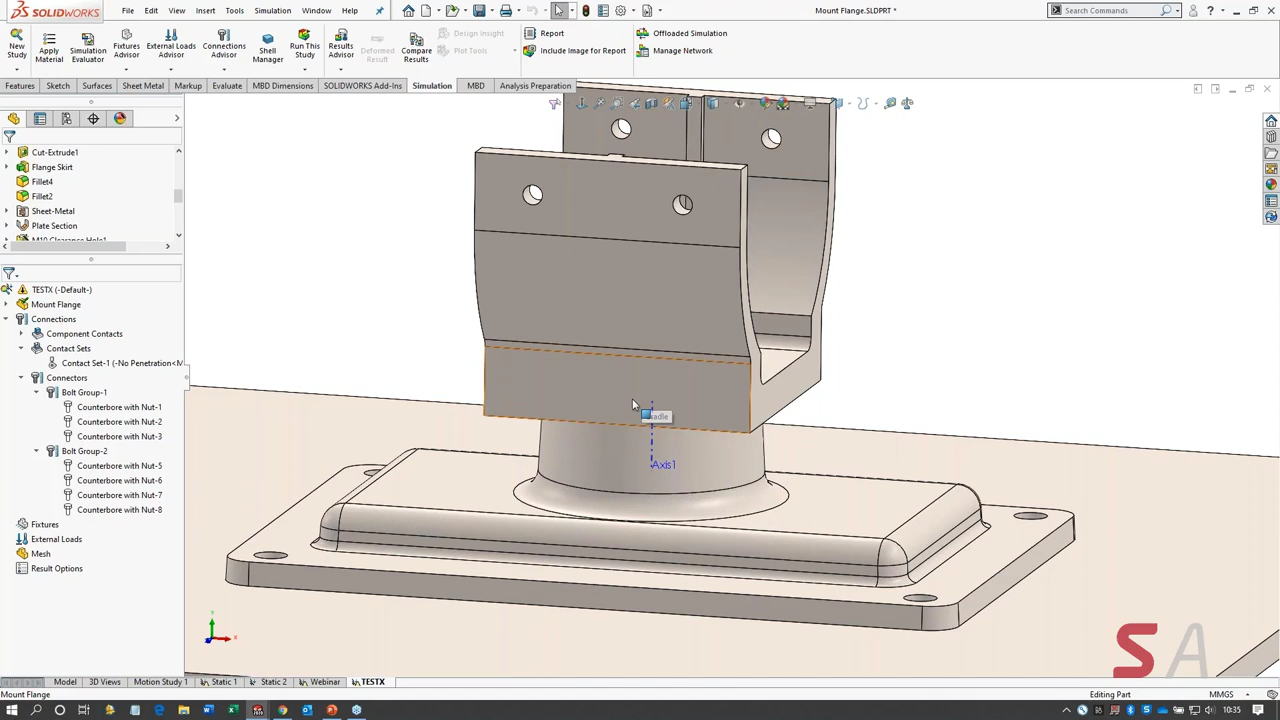 SOLIDWORKS
File Edit View Insert Tools Simulation Window Help
Mount Flange.SLDPRT *
Search Commands
New Study
Apply Material
Simulation Evaluator
Fixtures Advisor
External Loads Advisor
Connections Advisor
Shell Manager
Run This Study
Results Advisor
Deformed Result
Compare Results
Design Insight
Plot Tools
Report
Include Image for Report
Offloaded Simulation
Manage Network
Features Sketch Surfaces Sheet Metal Markup Evaluate MBD Dimensions SOLIDWORKS Add-Ins Simulation MBD Analysis Preparation
Cut-Extrude1
Flange Skirt
Fillet4
Fillet2
Sheet-Metal
Plate Section
M10 Clearance Hole1
TESTX (-Default-)
Mount Flange
Connections
Component Contacts
Contact Sets
Contact Set-1 (-No Penetration<M
Connectors
Bolt Group-1
Counterbore with Nut-1
Counterbore with Nut-2
Counterbore with Nut-3
Bolt Group-2
Counterbore with Nut-5
Counterbore with Nut-6
Counterbore with Nut-7
Counterbore with Nut-8
Fixtures
External Loads
Mesh
Result Options
Axis1
SA
Model 3D Views Motion Study 1 Static 1 Static 2 Webinar TESTX
Mount Flange
Editing Part
MMGS
10:35